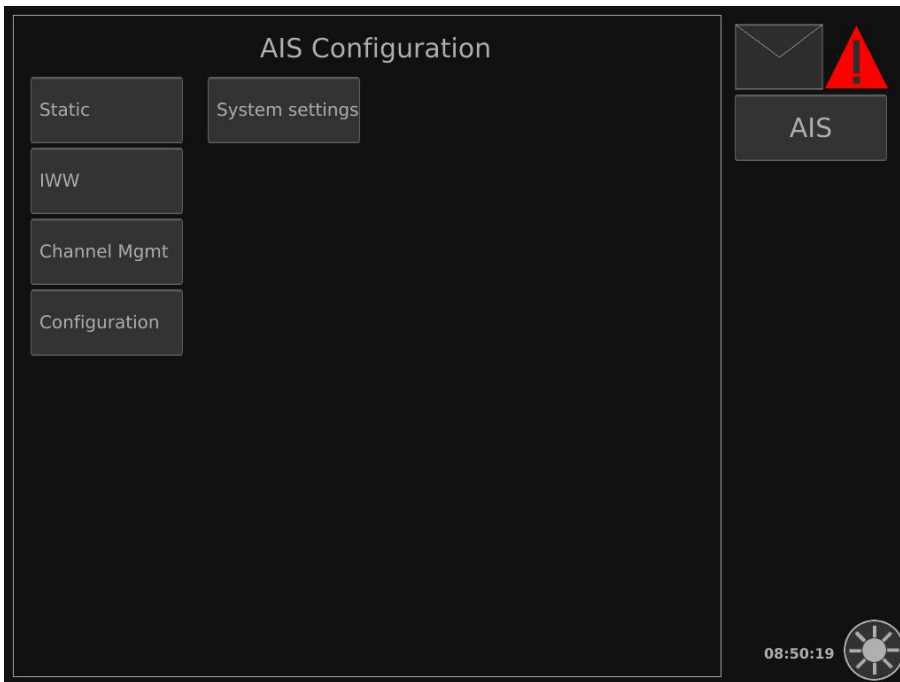 AIS Configuration
Static
System settings
IWW
Channel Mgmt
Configuration
AIS
08:50:19